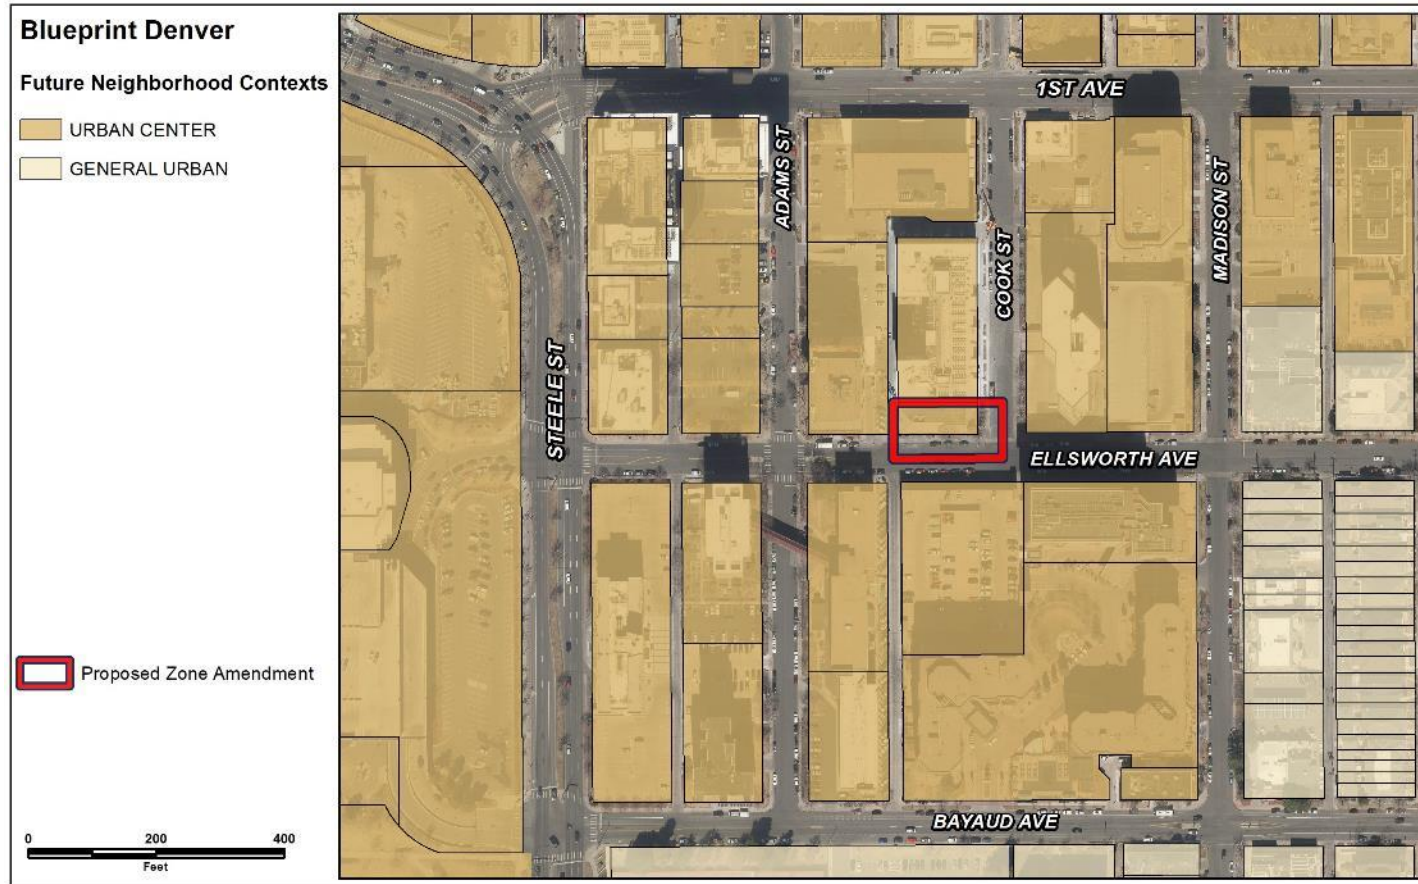 Blueprint Denver
Future Neighborhood Contexts
URBAN CENTER
GENERAL URBAN
Proposed Zone Amendment
0 200 400
Feet
1ST AVE
ADAMS ST
COOK ST
MADISON ST
STEELE ST
ELLSWORTH AVE
BAYAUD AVE